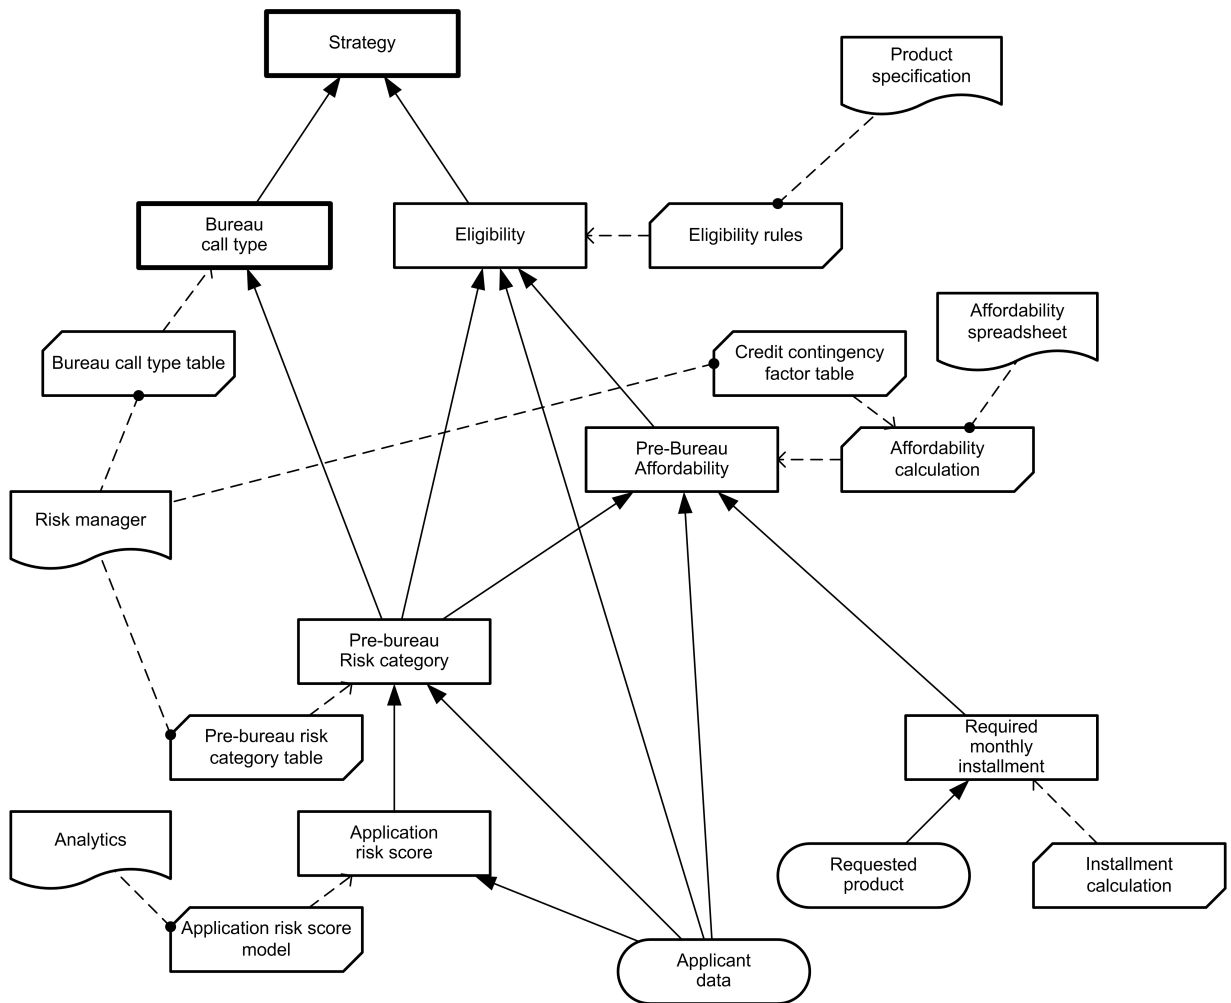 Strategy
Product
specification
Bureau
call type
Eligibility
Eligibility rules
Affordability
spreadsheet
Bureau call type table
Credit contingency
factor table
Pre-Bureau
Affordability
Affordability
calculation
Risk manager
Pre-bureau
Risk category
Pre-bureau risk
category table
Required
monthly
installment
Analytics
Application
risk score
Requested
product
Installment
calculation
Application risk score
model
Applicant
data